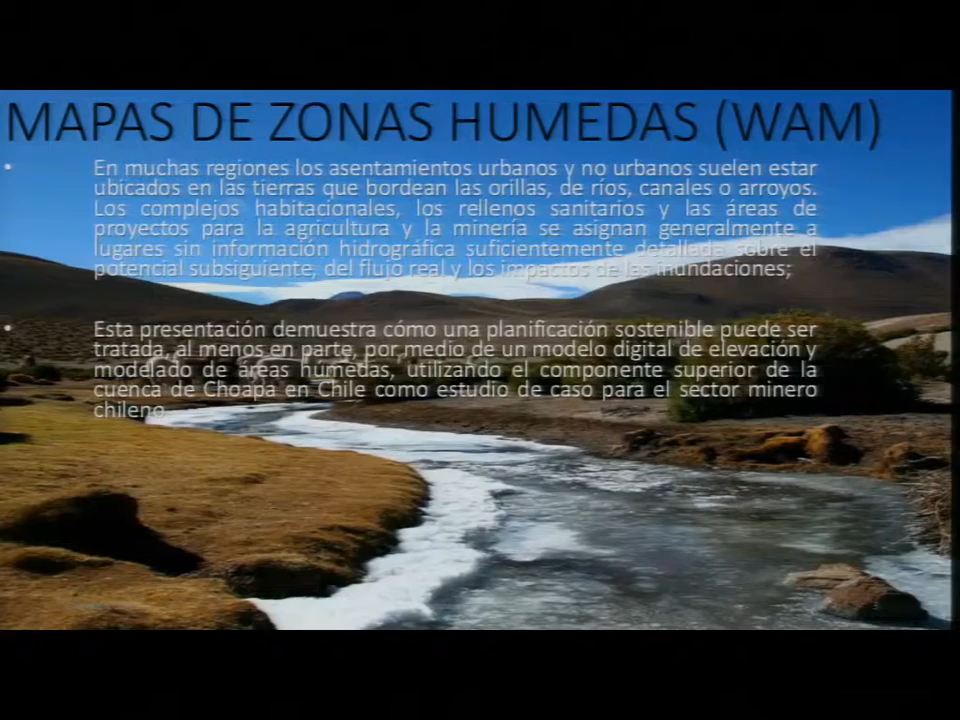 MAPAS DE ZONAS HUMEDAS (WAM)
• En muchas regiones los asentamientos urbanos y no urbanos suelen estar
ubicados en las tierras que bordean las orillas, de ríos, canales o arroyos.
Los complejos habitacionales, los rellenos sanitarios y las áreas de
proyectos para la agricultura y la minería se asignan generalmente a
lugares sin información hidrográfica suficientemente detallada sobre el
potencial subsiguiente, del flujo real y los impactos de las inundaciones;
• Esta presentación demuestra cómo una planificación sostenible puede ser
tratada, al menos en parte, por medio de un modelo digital de elevación y
modelado de áreas húmedas, utilizando el componente superior de la
cuenca de Choapa en Chile como estudio de caso para el sector minero
chileno.